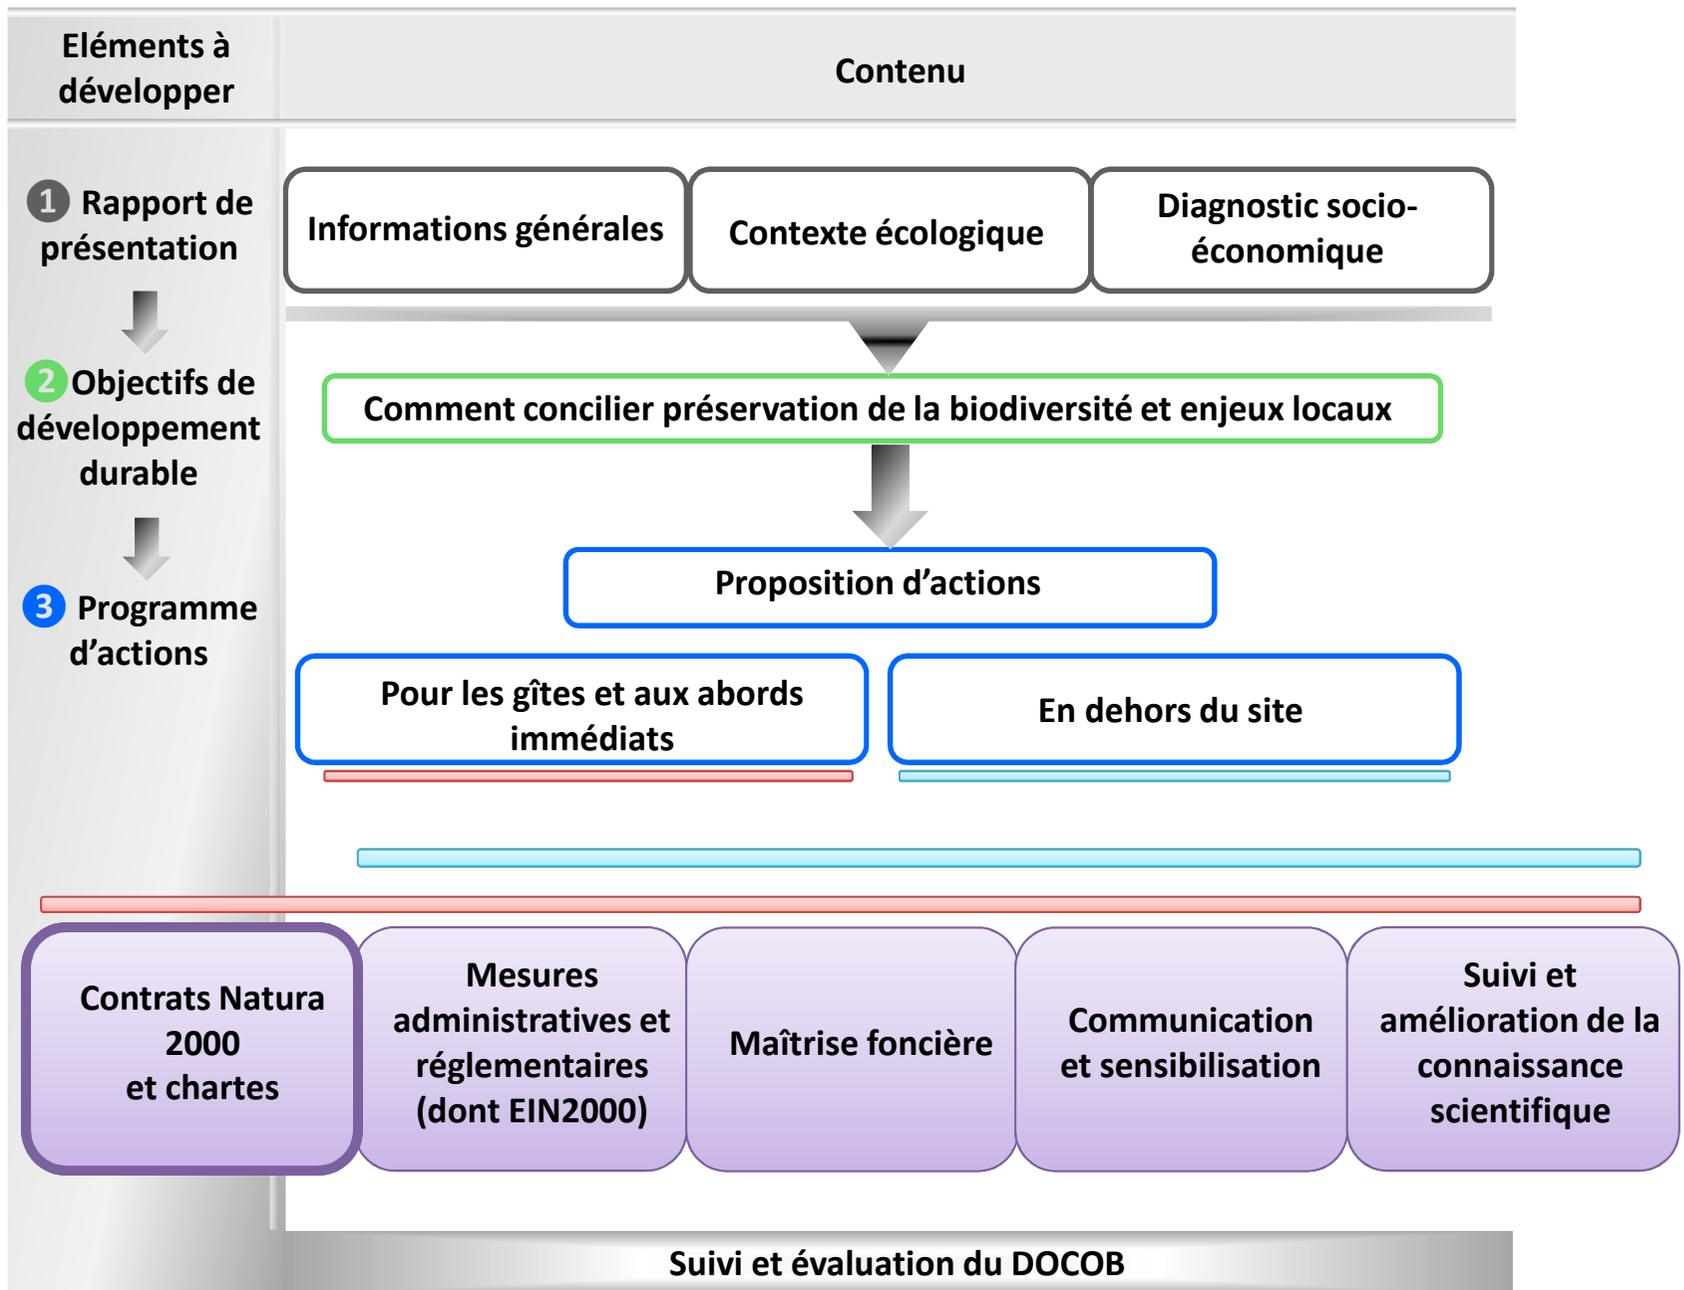 Eléments à
développer
Contenu
1 Rapport de
présentation
Informations générales
Contexte écologique
Diagnostic socio-
économique
2 Objectifs de
développement
durable
Comment concilier préservation de la biodiversité et enjeux locaux
3 Programme
d’actions
Proposition d’actions
Pour les gîtes et aux abords
immédiats
En dehors du site
Contrats Natura
2000
et chartes
Mesures
administratives et
réglementaires
(dont EIN2000)
Maîtrise foncière
Communication
et sensibilisation
Suivi et
amélioration de la
connaissance
scientifique
Suivi et évaluation du DOCOB